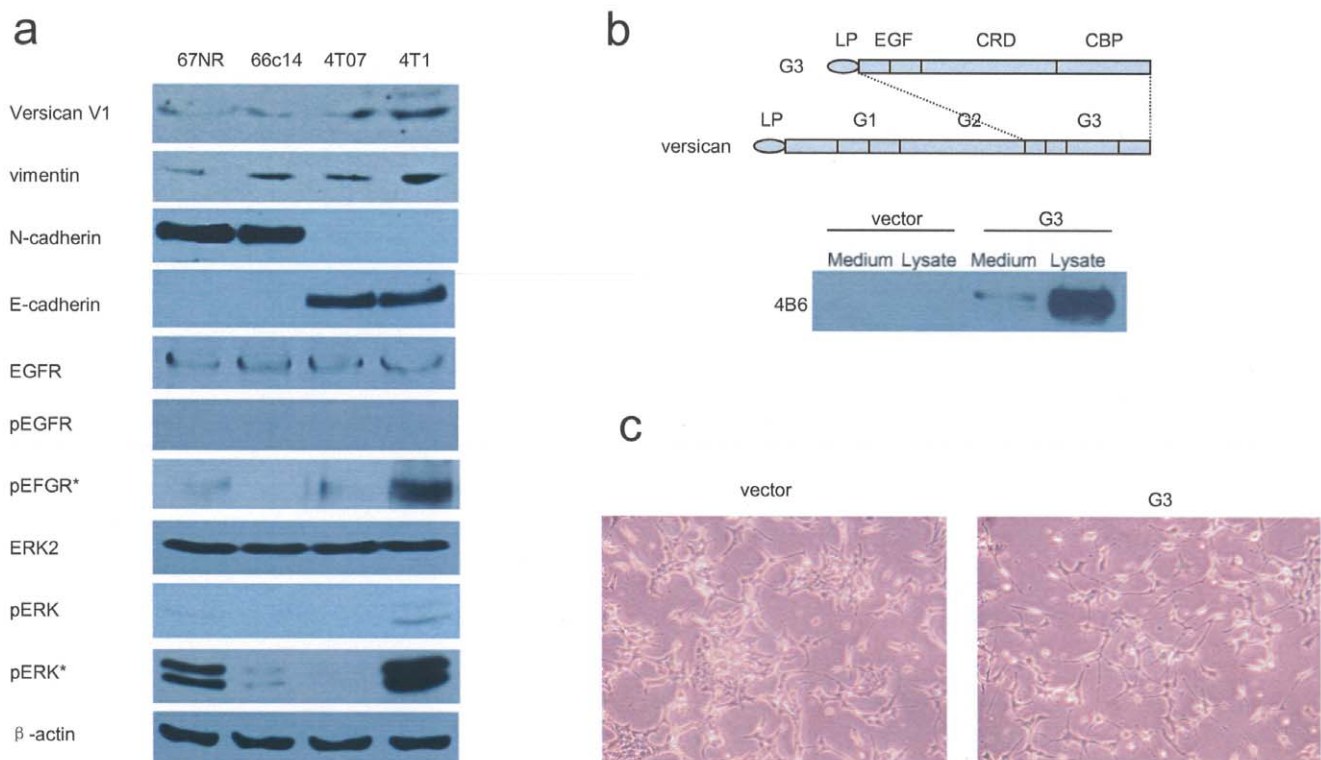 a
67NR 66c14 4T07 4T1
Versican V1
vimentin
N-cadherin
E-cadherin
EGFR
pEGFR
pEFGR*
ERK2
pERK
pERK*
β-actin
b
LP EGF CRD CBP
G3
LP G1 G2 G3
versican
vector G3
Medium Lysate Medium Lysate
4B6
c
vector G3